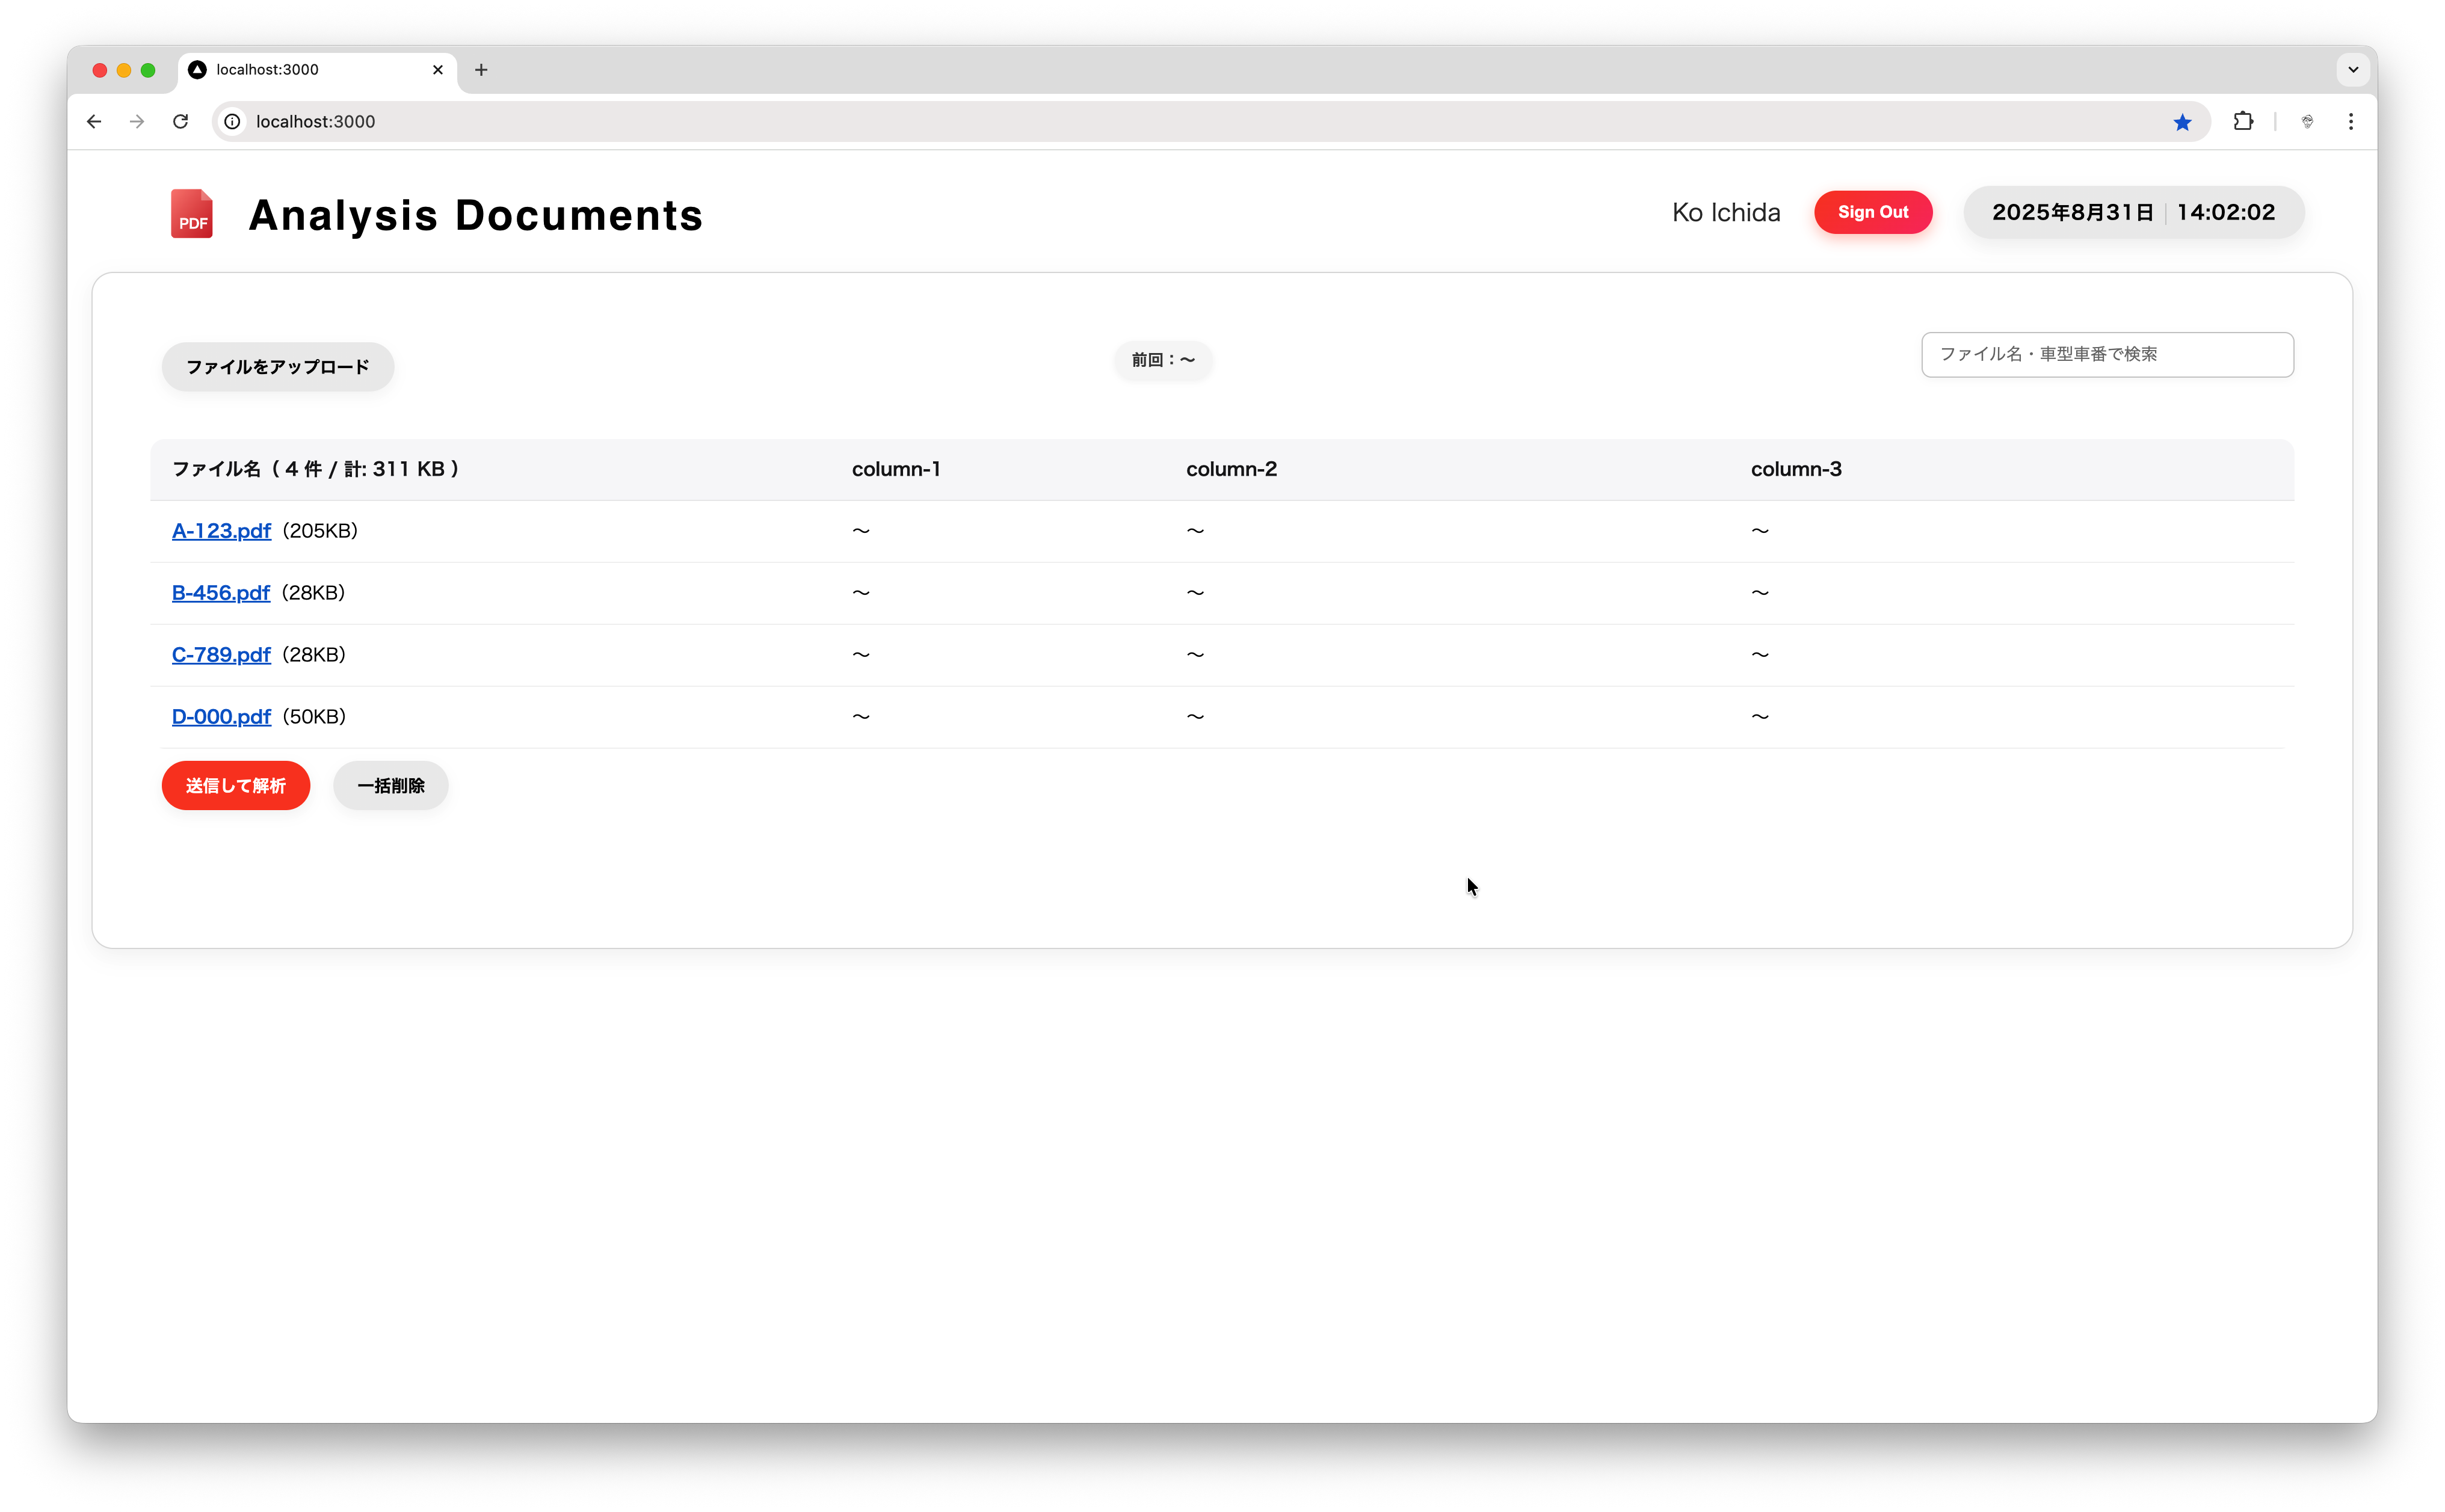 localhost:3000
localhost:3000
PDF Analysis Documents Ko Ichida Sign Out 2025年8月31日 14:02:02
ファイルをアップロード 前回：～ ファイル名・車型車番で検索
ファイル名（ 4 件 / 計: 311 KB ） column-1 column-2 column-3
A-123.pdf（205KB） ～ ～ ～
B-456.pdf（28KB） ～ ～ ～
C-789.pdf（28KB） ～ ～ ～
D-000.pdf（50KB） ～ ～ ～
送信して解析 一括削除